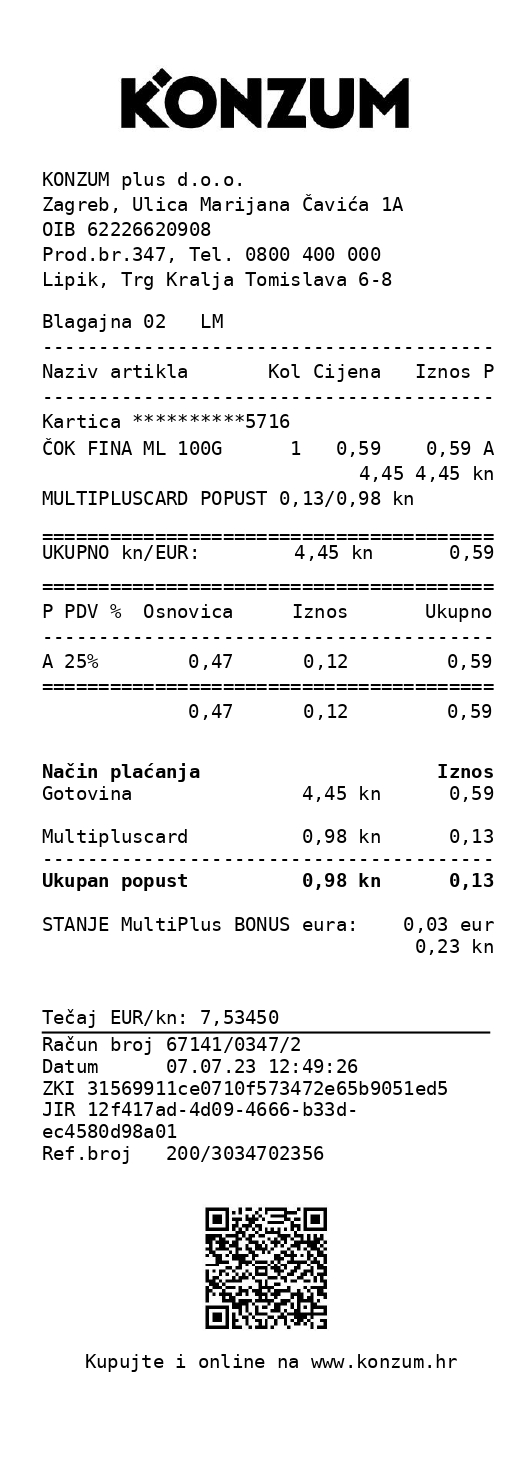 KONZUM
KONZUM plus d.o.o.
Zagreb, Ulica Marijana Čavića 1A
OIB 62226620908
Prod.br.347, Tel. 0800 400 000
Lipik, Trg Kralja Tomislava 6-8
Blagajna 02   LM
----------------------------------------
Naziv artikla       Kol Cijena   Iznos P
----------------------------------------
Kartica **********5716
ČOK FINA ML 100G      1   0,59    0,59 A
4,45 4,45 kn
MULTIPLUSCARD POPUST 0,13/0,98 kn
========================================
UKUPNO kn/EUR:        4,45 kn       0,59
========================================
P PDV %  Osnovica     Iznos       Ukupno
----------------------------------------
A 25%        0,47      0,12         0,59
========================================
0,47      0,12         0,59
Način plaćanja                     Iznos
Gotovina               4,45 kn      0,59
Multipluscard          0,98 kn      0,13
----------------------------------------
Ukupan popust          0,98 kn      0,13
STANJE MultiPlus BONUS eura:    0,03 eur
0,23 kn
Tečaj EUR/kn: 7,53450
Račun broj 67141/0347/2
Datum      07.07.23 12:49:26
ZKI 31569911ce0710f573472e65b9051ed5
JIR 12f417ad-4d09-4666-b33d-
ec4580d98a01
Ref.broj   200/3034702356
Kupujte i online na www.konzum.hr